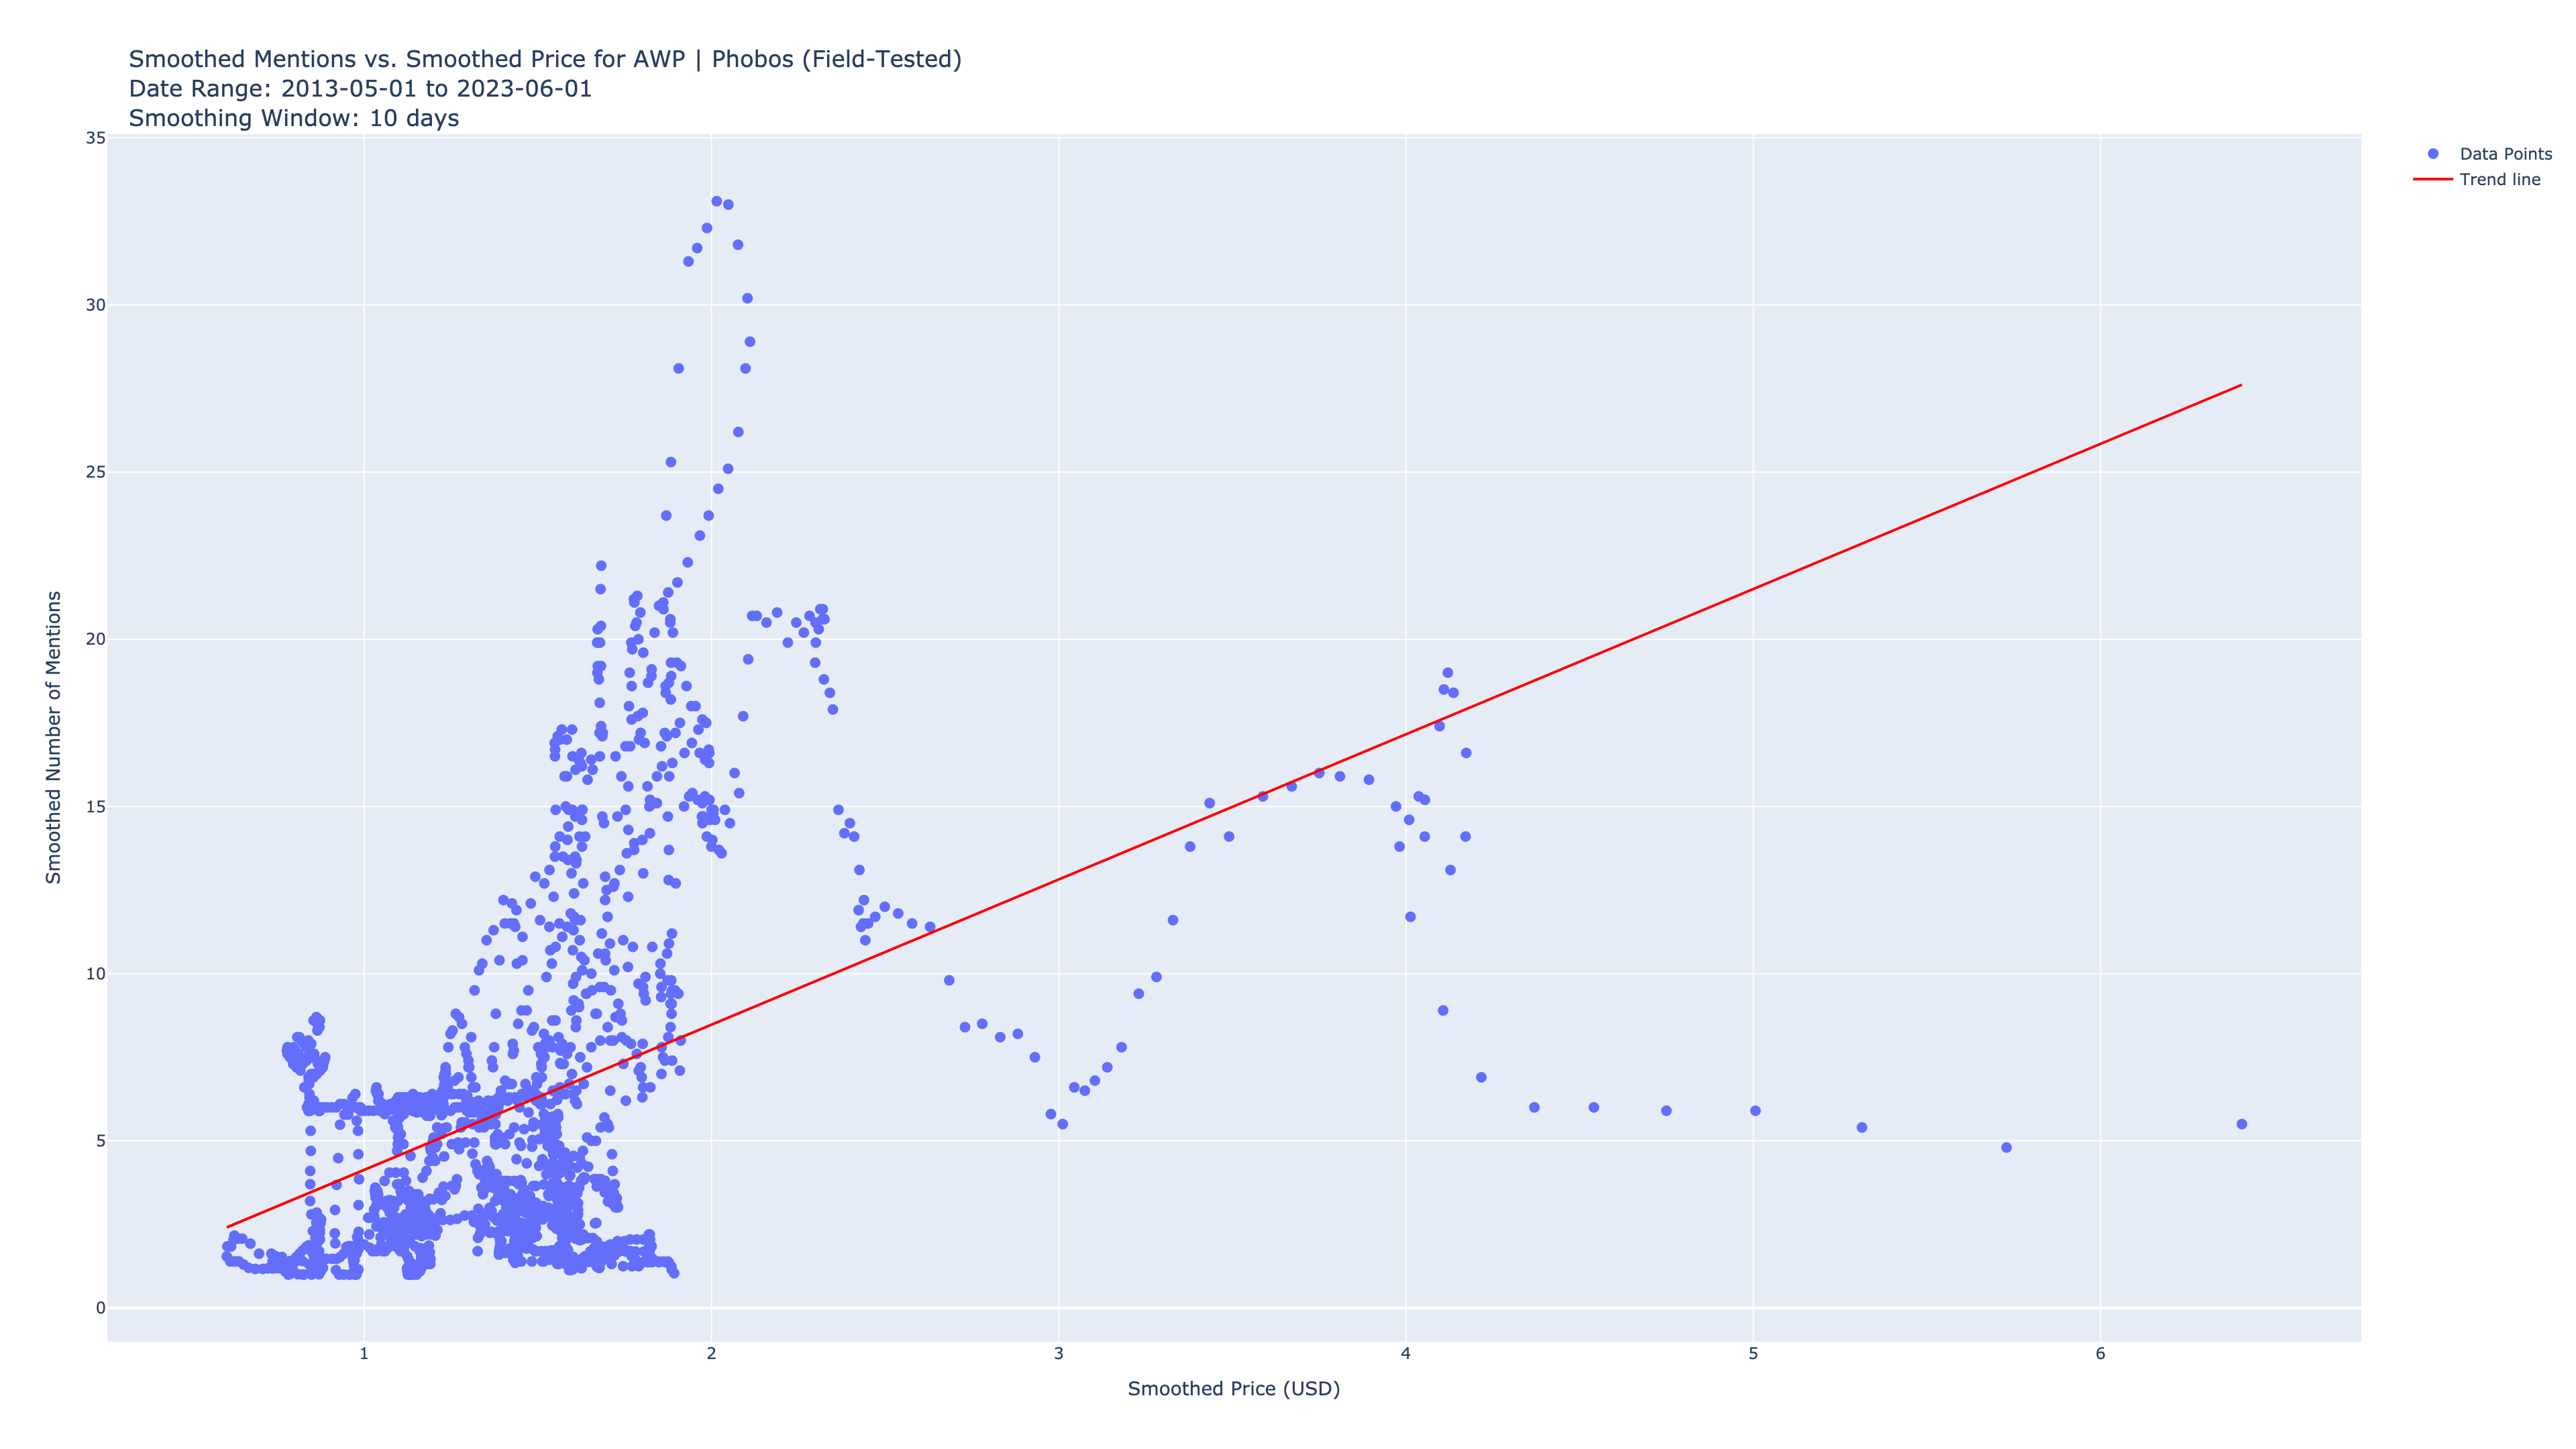 Smoothed Mentions vs. Smoothed Price for AWP | Phobos (Field-Tested)
Date Range: 2013-05-01 to 2023-06-01
Smoothing Window: 10 days
Data Points
Trend line
Smoothed Number of Mentions
35
30
25
20
15
10
5
0
1
2
3
4
5
6
Smoothed Price (USD)